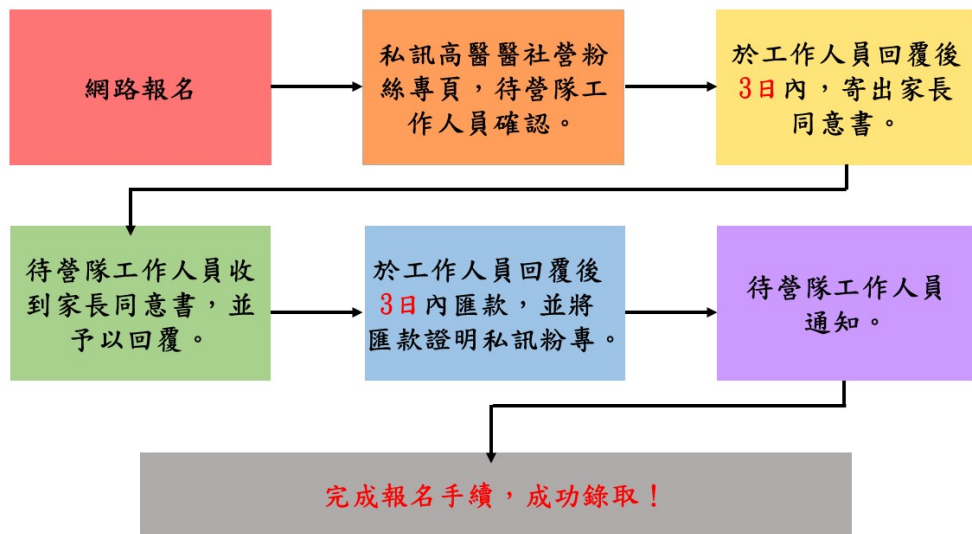 網路報名
私訊高醫醫社營粉
絲專頁，待營隊工
作人員確認。
於工作人員回覆後
3日內，寄出家長
同意書。
待營隊工作人員收
到家長同意書，並
予以回覆。
於工作人員回覆後
3日內匯款，並將
匯款證明私訊粉專。
待營隊工作人員
通知。
完成報名手續，成功錄取！